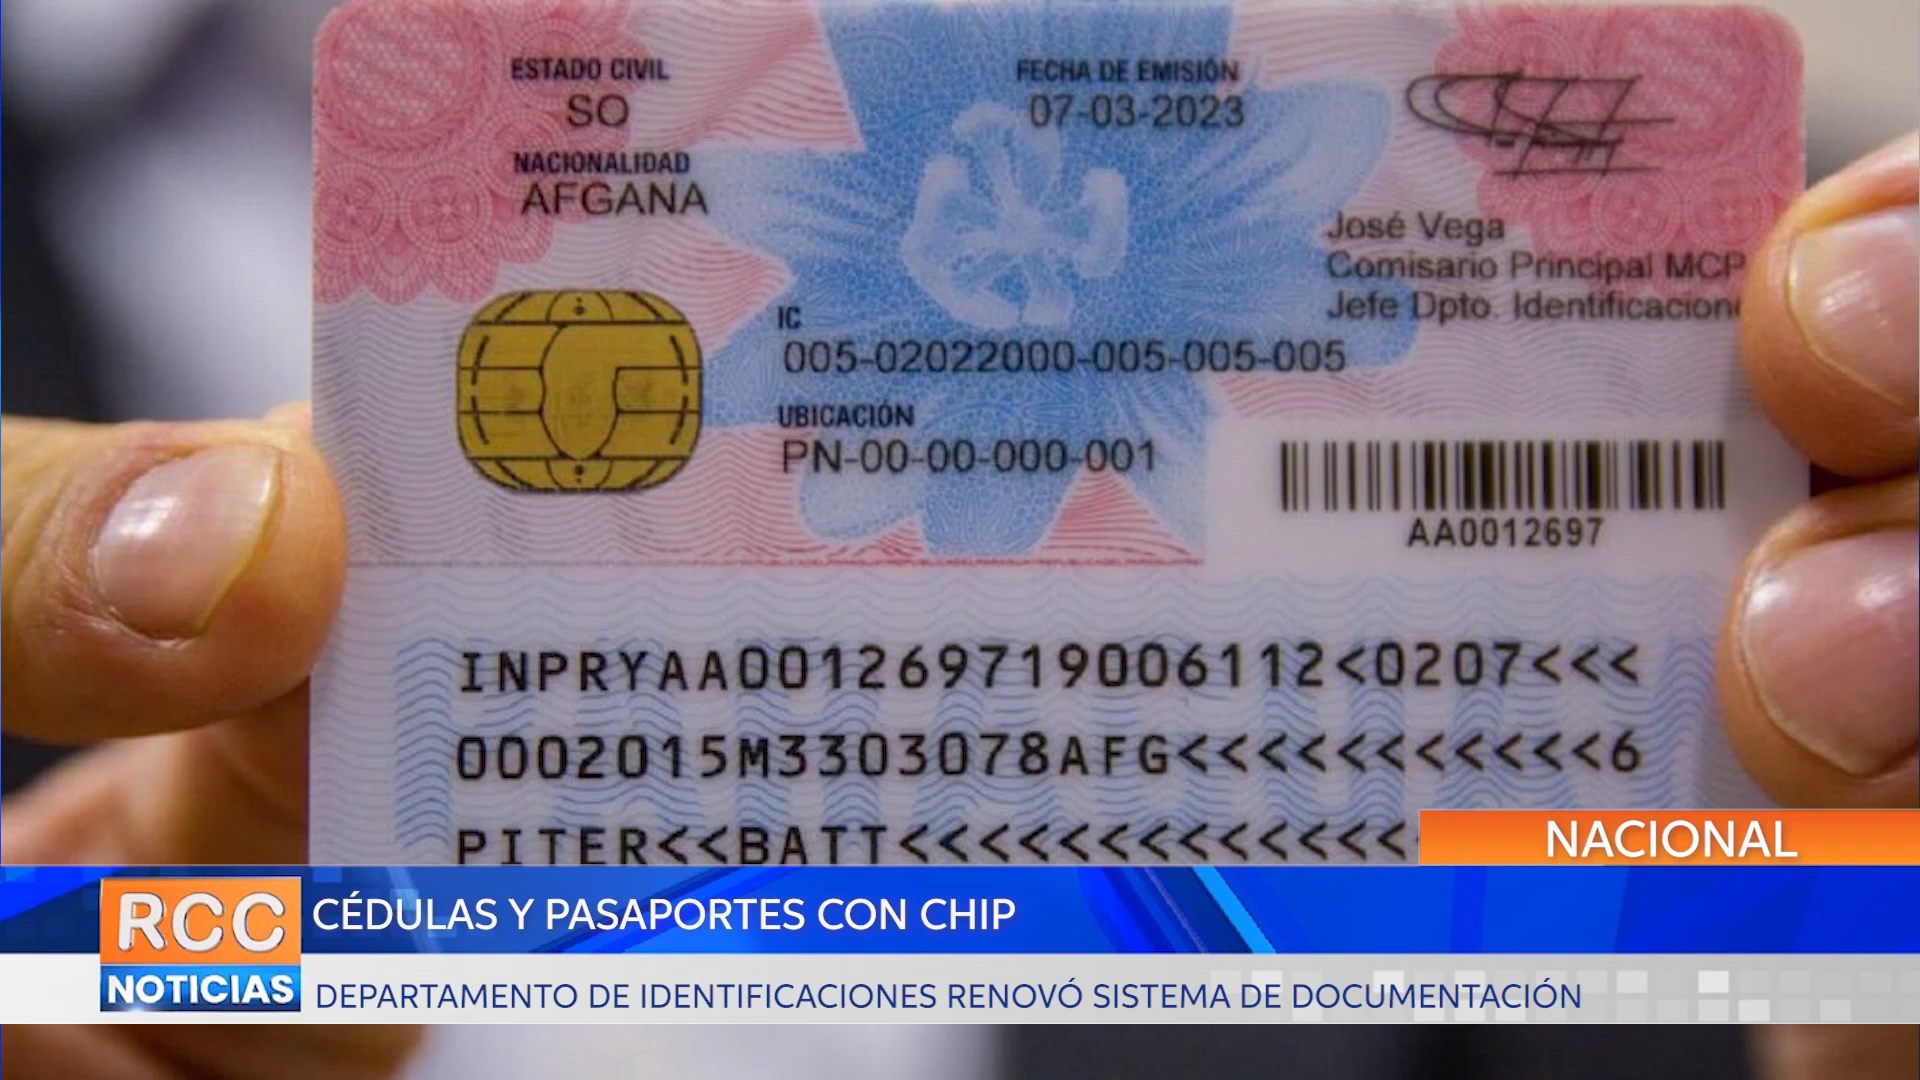 ESTADO CIVIL
SO
NACIONALIDAD
AFGANA
FECHA DE EMISIÓN
07-03-2023
José Vega
Comisario Principal MCP
Jefe Dpto. Identificacion
IC
005-02022000-005-005-005
UBICACIÓN
PN-00-00-000-001
AA0012697
INPRYAA001269719006112<0207<<<
0002015M3303078AFG<<<<<<<<<<<6
PITER<<BATT<<<<<<<<<<<<<
NACIONAL
RCC
NOTICIAS
CÉDULAS Y PASAPORTES CON CHIP
DEPARTAMENTO DE IDENTIFICACIONES RENOVÓ SISTEMA DE DOCUMENTACIÓN